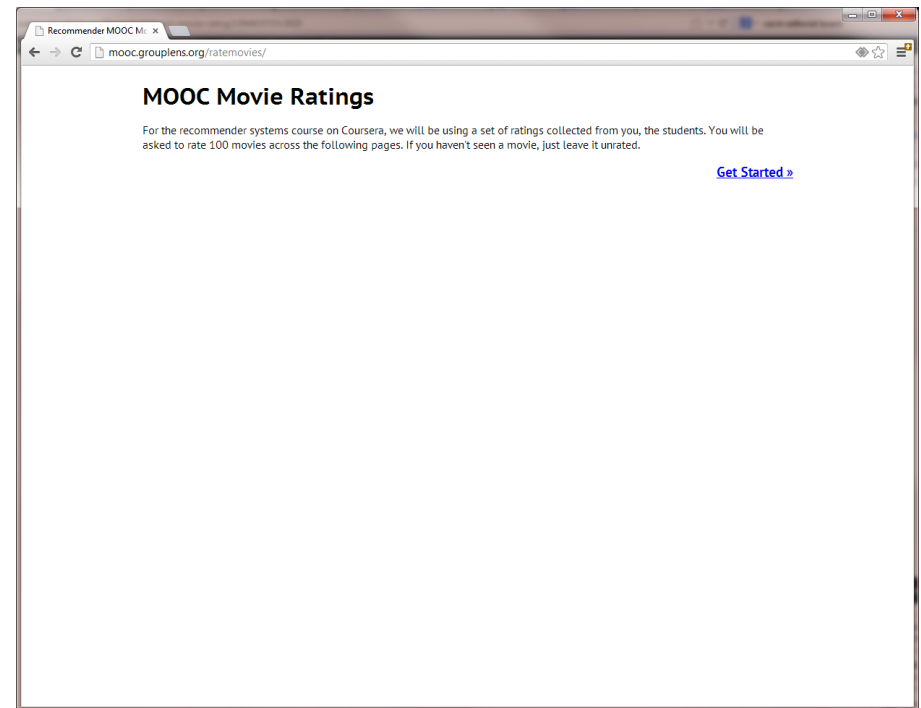 Recommender MOOC Mo
mooc.grouplens.org/ratemovies/
MOOC Movie Ratings
For the recommender systems course on Coursera, we will be using a set of ratings collected from you, the students. You will be
asked to rate 100 movies across the following pages. If you haven't seen a movie, just leave it unrated.
Get Started »